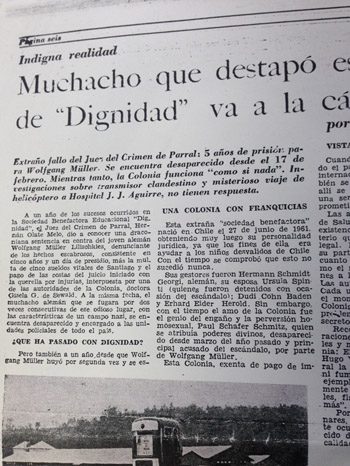 Página seis
Indigna realidad
Muchacho que destapó es
de "Dignidad" va a la cá
por
Extraño fallo del Juez del Crimen de Parral: 5 años de prisión pa-
ra Wolfgang Müller. Se encuentra desaparecido desde el 17 de
febrero. Mientras tanto, la Colonia funciona "como si nada". In-
vestigaciones sobre transmisor clandestino y misterioso viaje de
helicóptero a Hospital J. J. Aguirre, no tienen respuesta.
A un año de los sucesos ocurridos en
la Sociedad Benefactora Educacional "Dig-
nidad", el Juez del Crimen de Parral, Her-
nán Olate Melo, dio a conocer una draco-
niana sentencia en contra del joven alemán
Wolfgang Müller Lilischkies, denunciante
de los hechos escabrosos, consistente en
cinco años y un día de presidio, más la mul-
ta de cinco sueldos vitales de Santiago y el
pago de las costas del juicio iniciado con
la querella por injurias, interpuesta por una
de las autoridades de la Colonia, doctora
Gisela G. de Sewald. A la misma fecha, el
muchacho alemán que se fugara por dos
veces consecutivas de ese odioso lugar, con
las características de un campo nazi, se en-
cuentra desaparecido y encargado a las uni-
dades policiales de todo el país.
¿QUE HA PASADO CON DIGNIDAD?
Pero también a un año desde que Wolf-
gang Müller huyó por segunda vez y se es-
UNA COLONIA CON FRANQUICIAS
Esta extraña "sociedad benefactora"
nació en Chile el 27 de junio de 1961,
obteniendo muy luego su personalidad
jurídica, ya que los fines de ella, era
ayudar a los niños desvalidos de Chile.
Con el tiempo se comprobó que esto no
sucedió nunca.
Sus gestores fueron Hermann Schmidt
Georgi, alemán, su esposa, Ursula Spin-
ti (quienes fueron detenidos con oca-
sión del escándalo); Dudi Cohn Baden
y Erhard Elder Herold. Sin embargo,
con el tiempo el amo de la Colonia fue
el genio del engaño y la perversión ho-
mosexual, Paul Schäfer Schmitz, quien
se atribuía poderes divinos, desapareci-
do desde marzo del año pasado y princi-
pal acusado del escándalo, por parte
de Wolfgang Müller.
Esta Colonia, exenta de pago de im-
VISTA